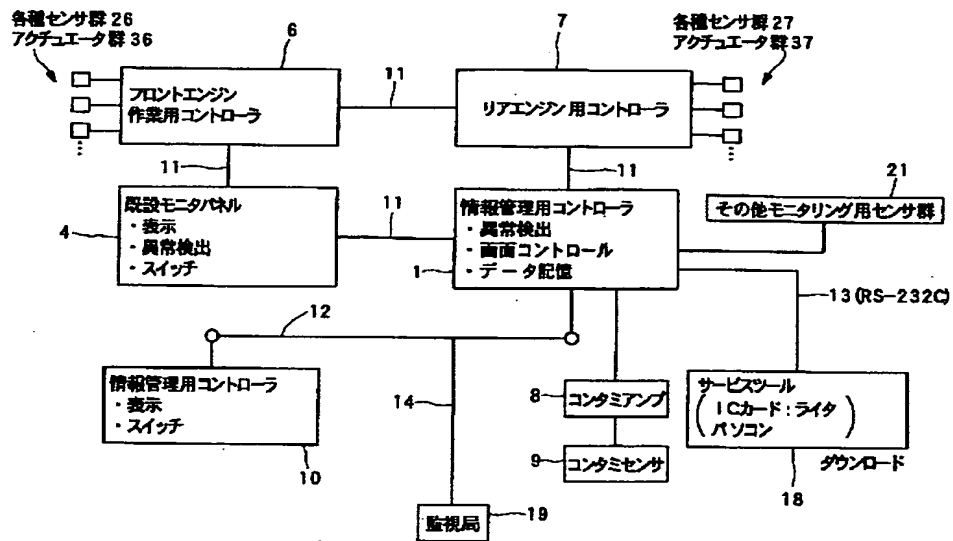 各種センサ群26
アクチュエータ群36
6
7
各種センサ群27
アクチュエータ群37
フロントエンジン
作業用コントローラ
11
リアエンジン用コントローラ
11
11
既設モニタパネル
・表示
・異常検出
・スイッチ
4
11
情報管理用コントローラ
・異常検出
・画面コントロール
・データ記憶
1
21
その他モニタリング用センサ群
13(RS-232C)
12
情報管理用コントローラ
・表示
・スイッチ
10
14
8
コンタミアンプ
9
コンタミセンサ
サービスツール
ICカード:ライタ
パソコン
ダウンロード
18
監視局
19